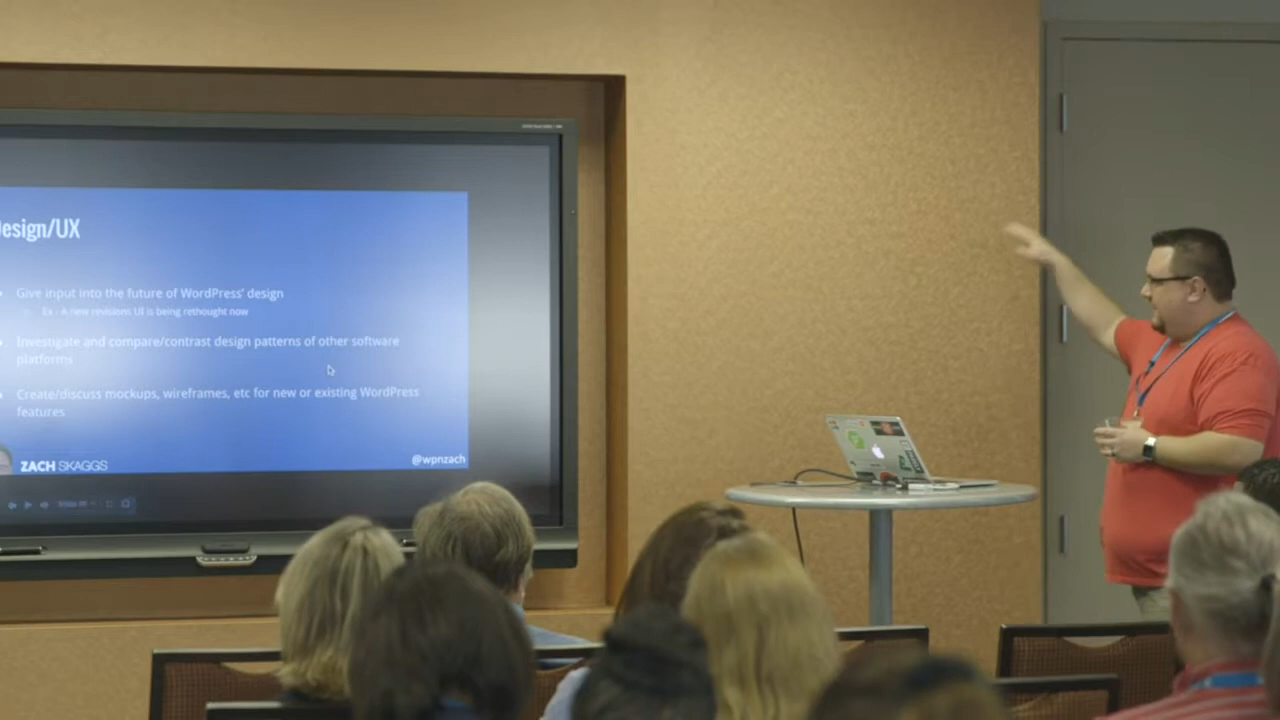 Design/UX
Give input into the future of WordPress' design
Ex - A new revisions UI is being rethought now
Investigate and compare/contrast design patterns of other software
platforms
Create/discuss mockups, wireframes, etc for new or existing WordPress
features
ZACH SKAGGS
@wpnzach